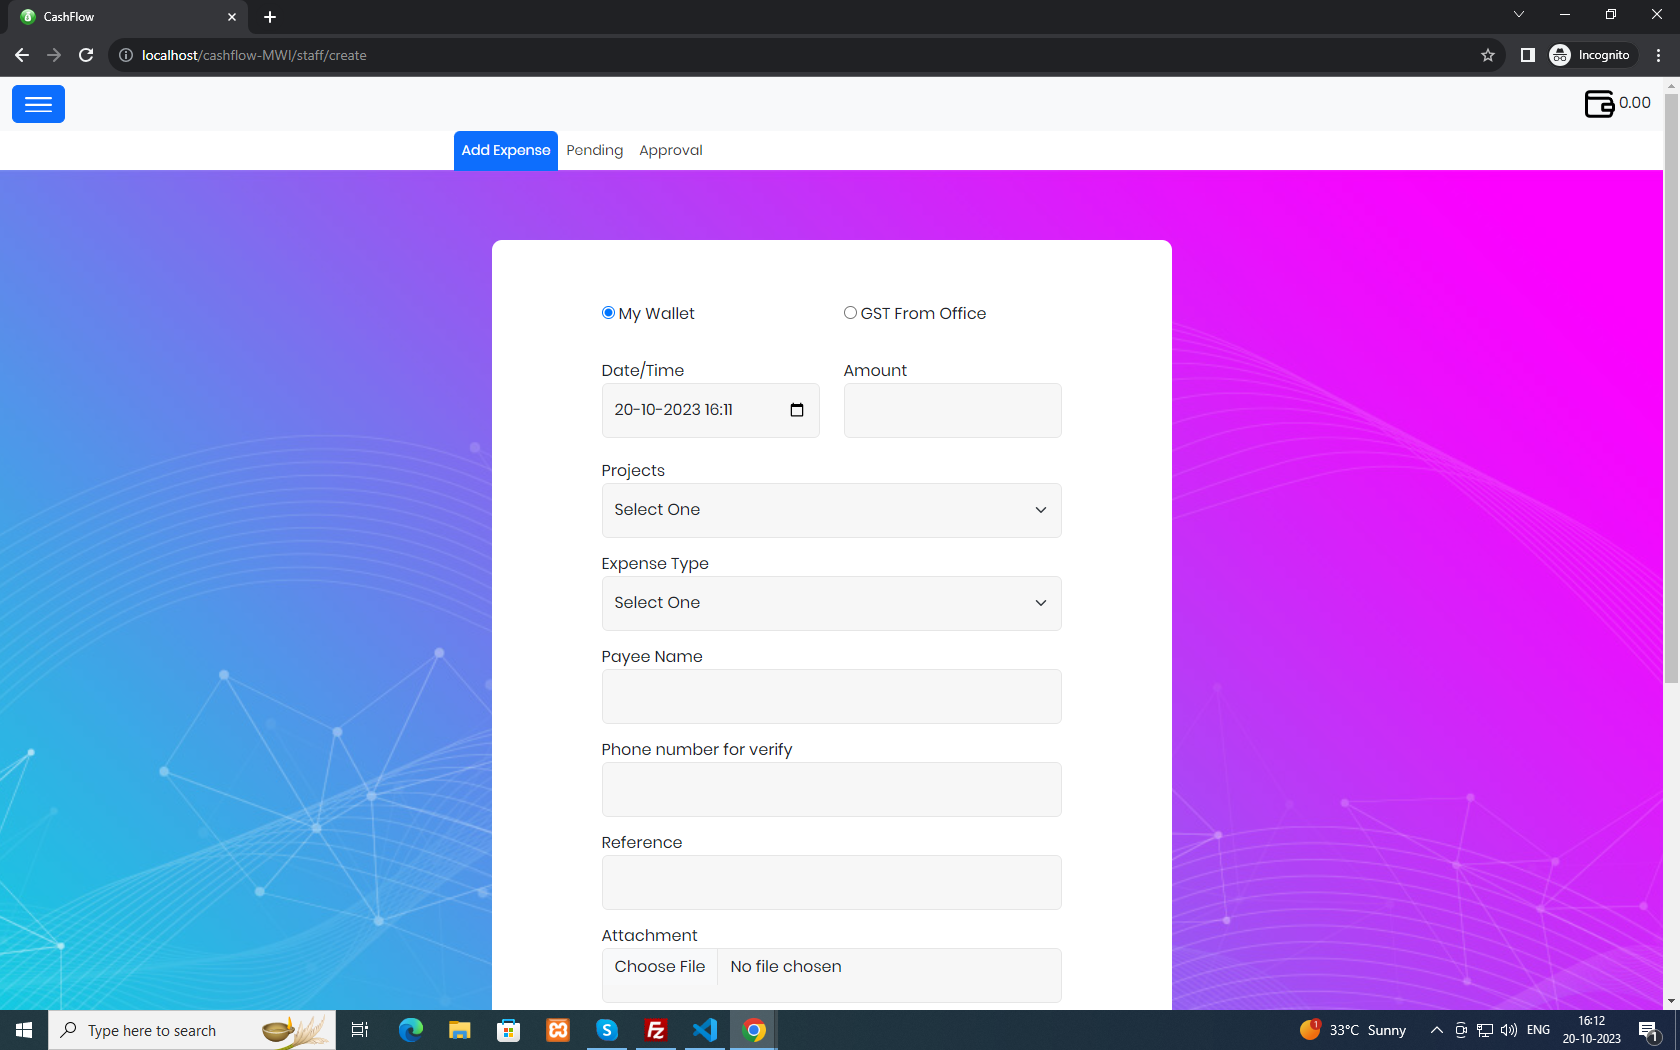 CashFlow
localhost/cashflow-MWI/staff/create
Incognito
0.00
Add Expense Pending Approval
My Wallet GST From Office
Date/Time Amount
20-10-2023 16:11
Projects
Select One
Expense Type
Select One
Payee Name
Phone number for verify
Reference
Attachment
Choose File No file chosen
Type here to search
33°C Sunny
ENG
16:12
20-10-2023
1
1